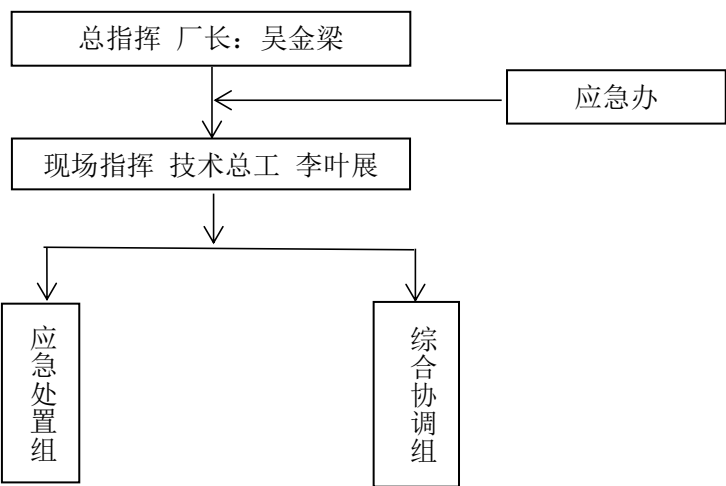 总指挥 厂长：吴金梁
应急办
现场指挥 技术总工 李叶展
应急处置组
综合协调组